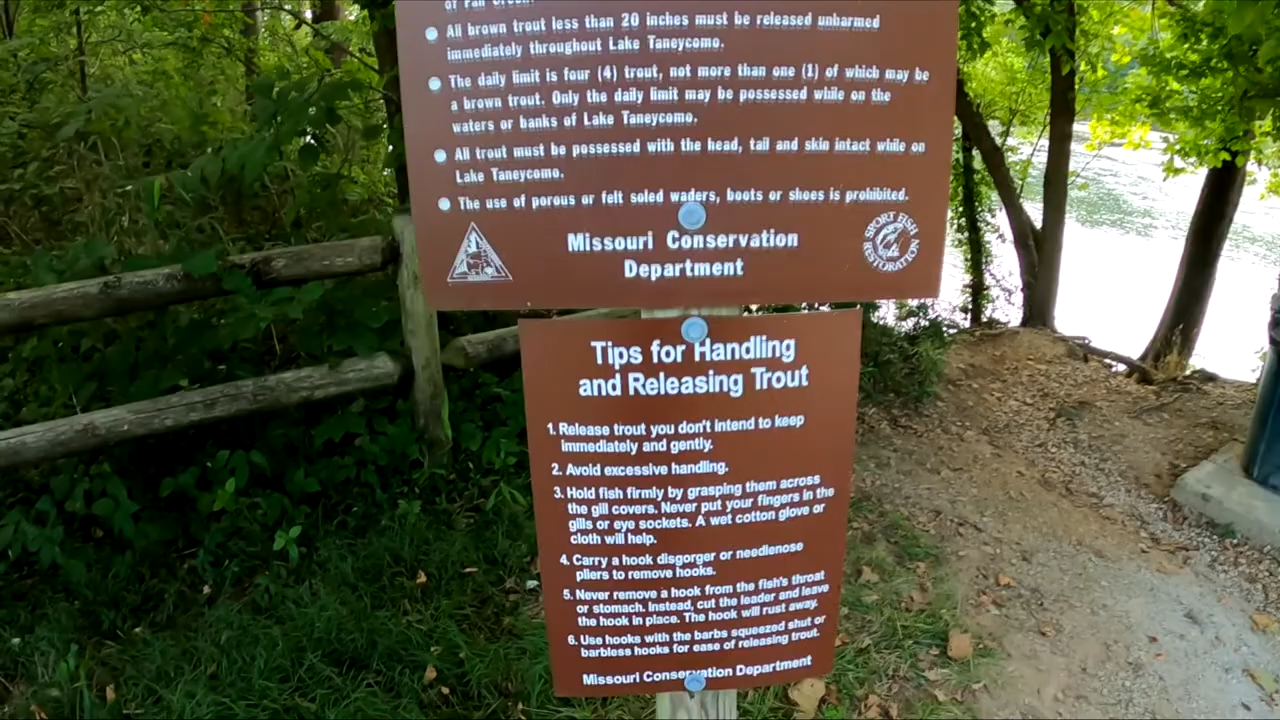 of Fall Creek.
All brown trout less than 20 inches must be released unharmed
immediately throughout Lake Taneycomo.
The daily limit is four (4) trout, not more than one (1) of which may be
a brown trout. Only the daily limit may be possessed while on the
waters or banks of Lake Taneycomo.
All trout must be possessed with the head, tail and skin intact while on
Lake Taneycomo.
The use of porous or felt soled waders, boots or shoes is prohibited.
Missouri Conservation
Department
SPORT FISH
RESTORATION
Tips for Handling
and Releasing Trout
1. Release trout you don't intend to keep
immediately and gently.
2. Avoid excessive handling.
3. Hold fish firmly by grasping them across
the gill covers. Never put your fingers in the
gills or eye sockets. A wet cotton glove or
cloth will help.
4. Carry a hook disgorger or needlenose
pliers to remove hooks.
5. Never remove a hook from the fish's throat
or stomach. Instead, cut the leader and leave
the hook in place. The hook will rust away.
6. Use hooks with the barbs squeezed shut or
barbless hooks for ease of releasing trout.
Missouri Conservation Department